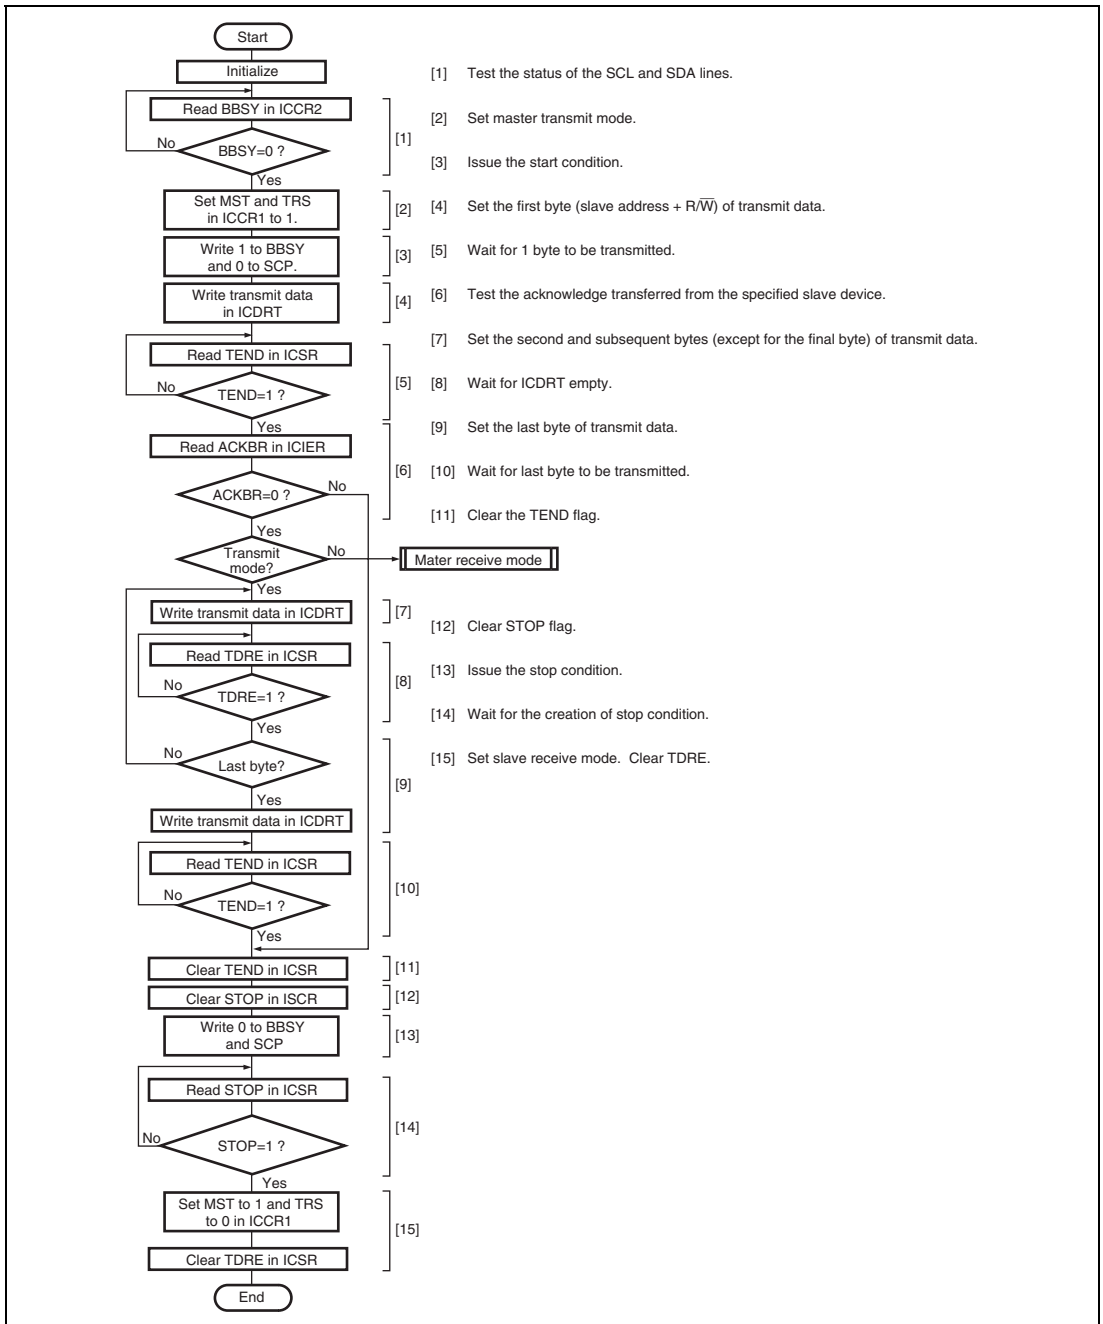 Start
Initialize
Read BBSY in ICCR2
No
BBSY=0 ?
[1]
Yes
Set MST and TRS
in ICCR1 to 1.
[2]
Write 1 to BBSY
and 0 to SCP.
[3]
Write transmit data
in ICDRT
[4]
Read TEND in ICSR
No
TEND=1 ?
[5]
Yes
Read ACKBR in ICIER
No
ACKBR=0 ?
[6]
Yes
Transmit
mode?
No
Mater receive mode
Yes
Write transmit data in ICDRT
[7]
Read TDRE in ICSR
No
TDRE=1 ?
[8]
Yes
No
Last byte?
[9]
Yes
Write transmit data in ICDRT
Read TEND in ICSR
No
TEND=1 ?
[10]
Yes
Clear TEND in ICSR
[11]
Clear STOP in ISCR
[12]
Write 0 to BBSY
and SCP
[13]
Read STOP in ICSR
No
STOP=1 ?
[14]
Yes
Set MST to 1 and TRS
to 0 in ICCR1
[15]
Clear TDRE in ICSR
End
[1] Test the status of the SCL and SDA lines.
[2] Set master transmit mode.
[3] Issue the start condition.
[4] Set the first byte (slave address + R/W̅) of transmit data.
[5] Wait for 1 byte to be transmitted.
[6] Test the acknowledge transferred from the specified slave device.
[7] Set the second and subsequent bytes (except for the final byte) of transmit data.
[8] Wait for ICDRT empty.
[9] Set the last byte of transmit data.
[10] Wait for last byte to be transmitted.
[11] Clear the TEND flag.
[12] Clear STOP flag.
[13] Issue the stop condition.
[14] Wait for the creation of stop condition.
[15] Set slave receive mode. Clear TDRE.